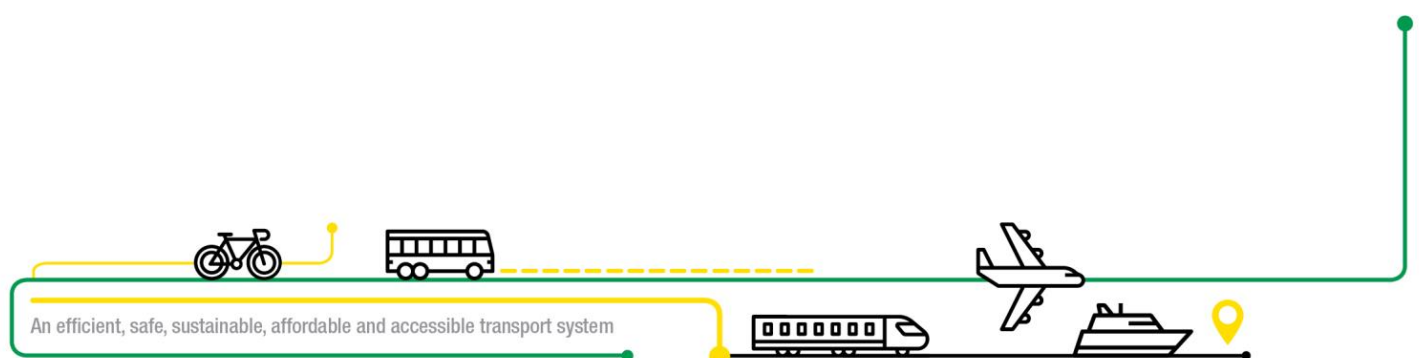 An efficient, safe, sustainable, affordable and accessible transport system